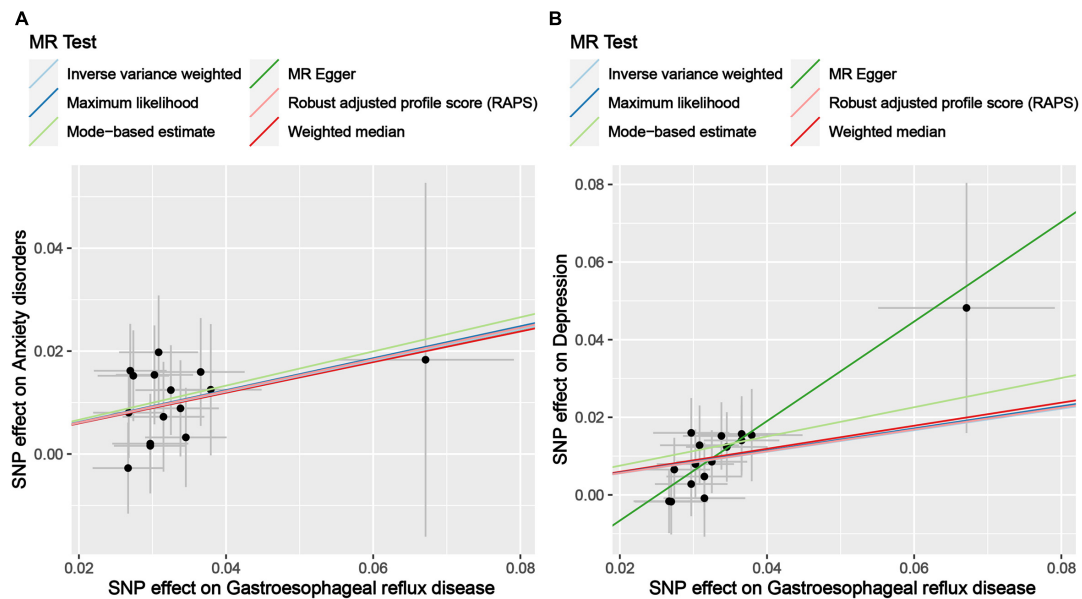 A
MR Test
Inverse variance weighted
MR Egger
Maximum likelihood
Robust adjusted profile score (RAPS)
Mode−based estimate
Weighted median
SNP effect on Anxiety disorders
0.04
0.02
0.00
0.02
0.04
0.06
0.08
SNP effect on Gastroesophageal reflux disease
B
MR Test
Inverse variance weighted
MR Egger
Maximum likelihood
Robust adjusted profile score (RAPS)
Mode−based estimate
Weighted median
SNP effect on Depression
0.08
0.06
0.04
0.02
0.00
0.02
0.04
0.06
0.08
SNP effect on Gastroesophageal reflux disease